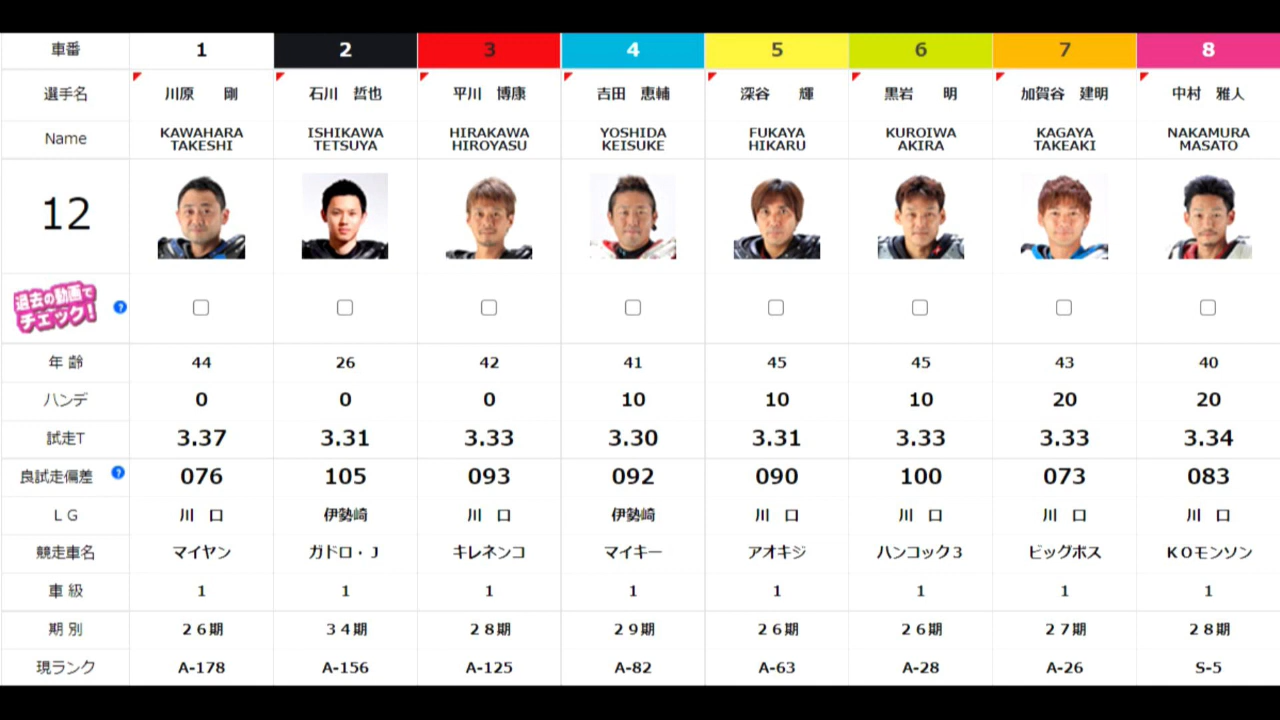 車番 1 2 3 4 5 6 7 8
選手名 川原 剛 石川 哲也 平川 博康 吉田 恵輔 深谷 輝 黒岩 明 加賀谷 建明 中村 雅人
Name KAWAHARA TAKESHI ISHIKAWA TETSUYA HIRAKAWA HIROYASU YOSHIDA KEISUKE FUKAYA HIKARU KUROIWA AKIRA KAGAYA TAKEAKI NAKAMURA MASATO
12
過去の動画で
チェック! ?
年齢 44 26 42 41 45 45 43 40
ハンデ 0 0 0 10 10 10 20 20
試走T 3.37 3.31 3.33 3.30 3.31 3.33 3.33 3.34
良試走偏差 ? 076 105 093 092 090 100 073 083
LG 川口 伊勢崎 川口 伊勢崎 川口 川口 川口 川口
競走車名 マイヤン ガドロ・J キレネンコ マイキー アオキジ ハンコック3 ビッグボス KOモンソン
車級 1 1 1 1 1 1 1 1
期別 26期 34期 28期 29期 26期 26期 27期 28期
現ランク A-178 A-156 A-125 A-82 A-63 A-28 A-26 S-5